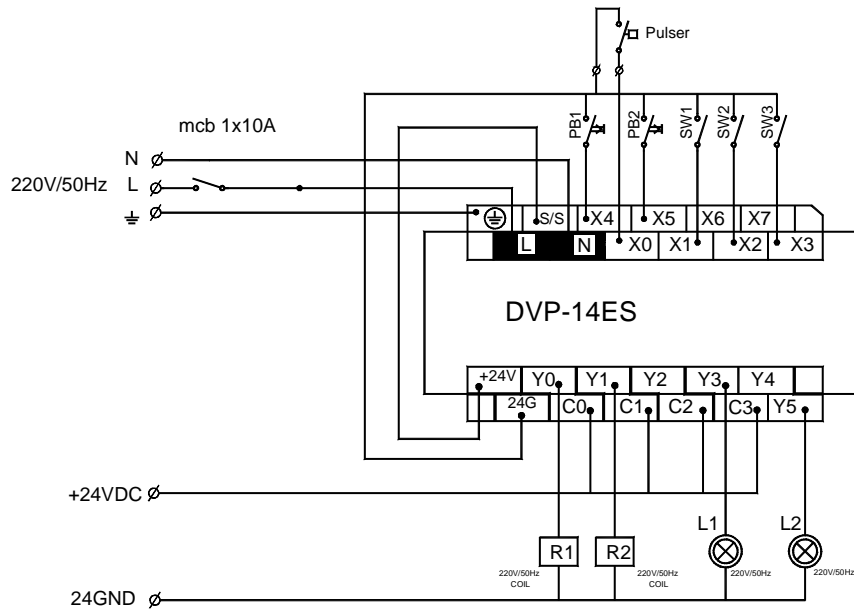 Pulser
mcb 1x10A
PB1
PB2
SW1
SW2
SW3
N
220V/50Hz L
S/S X4 X5 X6 X7
L N X0 X1 X2 X3
DVP-14ES
+24V Y0 Y1 Y2 Y3 Y4
24G C0 C1 C2 C3 Y5
+24VDC
L1 L2
R1 R2
220V/50Hz
COIL
220V/50Hz
COIL
220V/50Hz
220V/50Hz
24GND